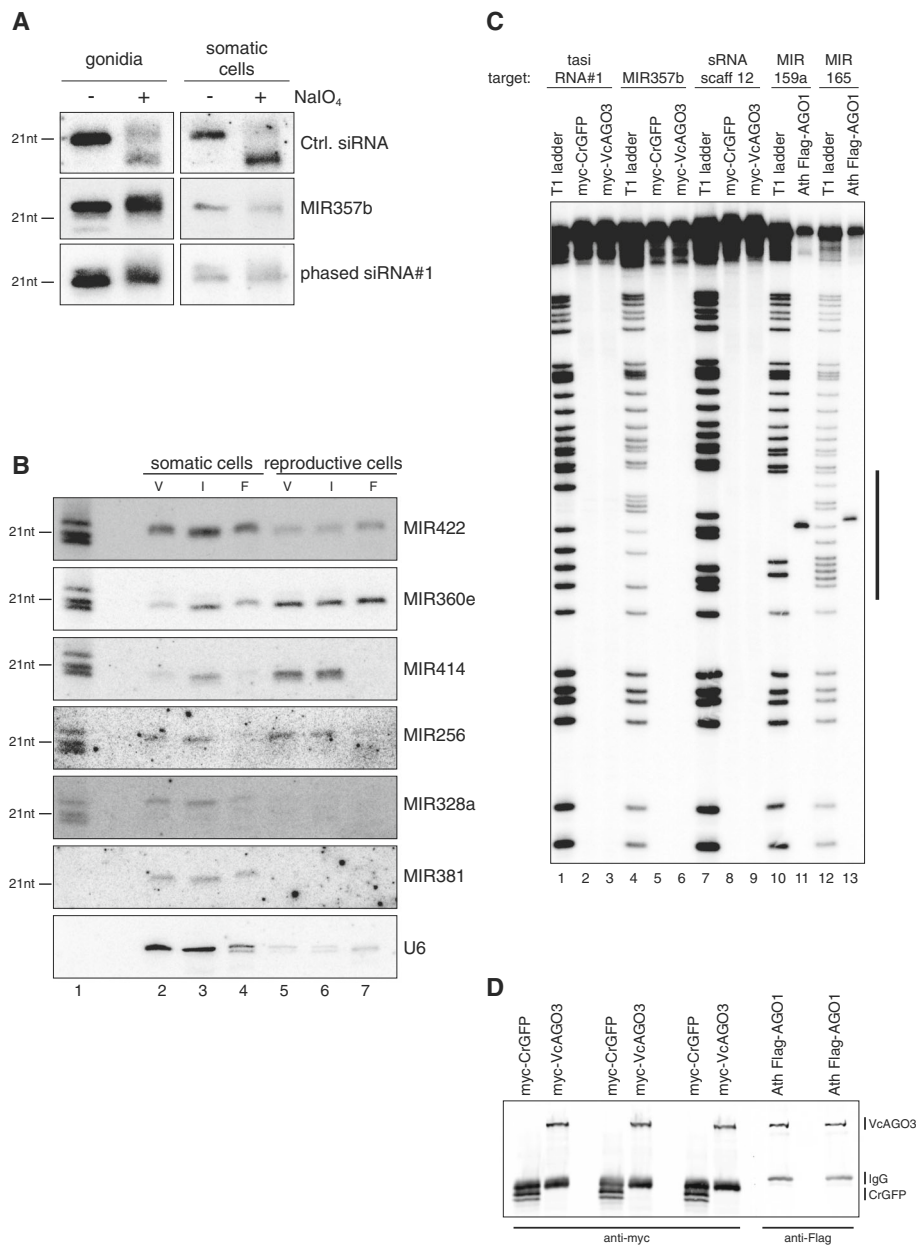 A
gonidia
somatic
cells
- + - + NaIO4
21nt
Ctrl. siRNA
21nt
MIR357b
21nt
phased siRNA#1
B
somatic cells reproductive cells
V I F V I F
21nt
MIR422
21nt
MIR360e
21nt
MIR414
21nt
MIR256
21nt
MIR328a
21nt
MIR381
U6
1 2 3 4 5 6 7
C
target:
tasi
RNA#1
MIR357b
sRNA
scaff 12
MIR
159a
MIR
165
T1 ladder
myc-CrGFP
myc-VcAGO3
T1 ladder
myc-CrGFP
myc-VcAGO3
T1 ladder
myc-CrGFP
myc-VcAGO3
T1 ladder
Ath Flag-AGO1
T1 ladder
Ath Flag-AGO1
1 2 3 4 5 6 7 8 9 10 11 12 13
D
myc-CrGFP
myc-VcAGO3
myc-CrGFP
myc-VcAGO3
myc-CrGFP
myc-VcAGO3
Ath Flag-AGO1
Ath Flag-AGO1
VcAGO3
IgG
CrGFP
anti-myc
anti-Flag